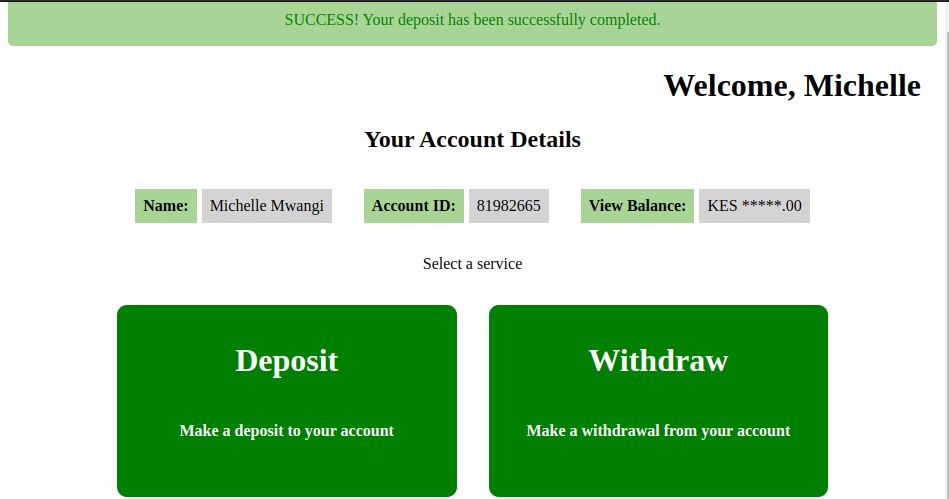 SUCCESS! Your deposit has been successfully completed.
Welcome, Michelle
Your Account Details
Name: Michelle Mwangi Account ID: 81982665 View Balance: KES *****.00
Select a service
Deposit Withdraw
Make a deposit to your account Make a withdrawal from your account